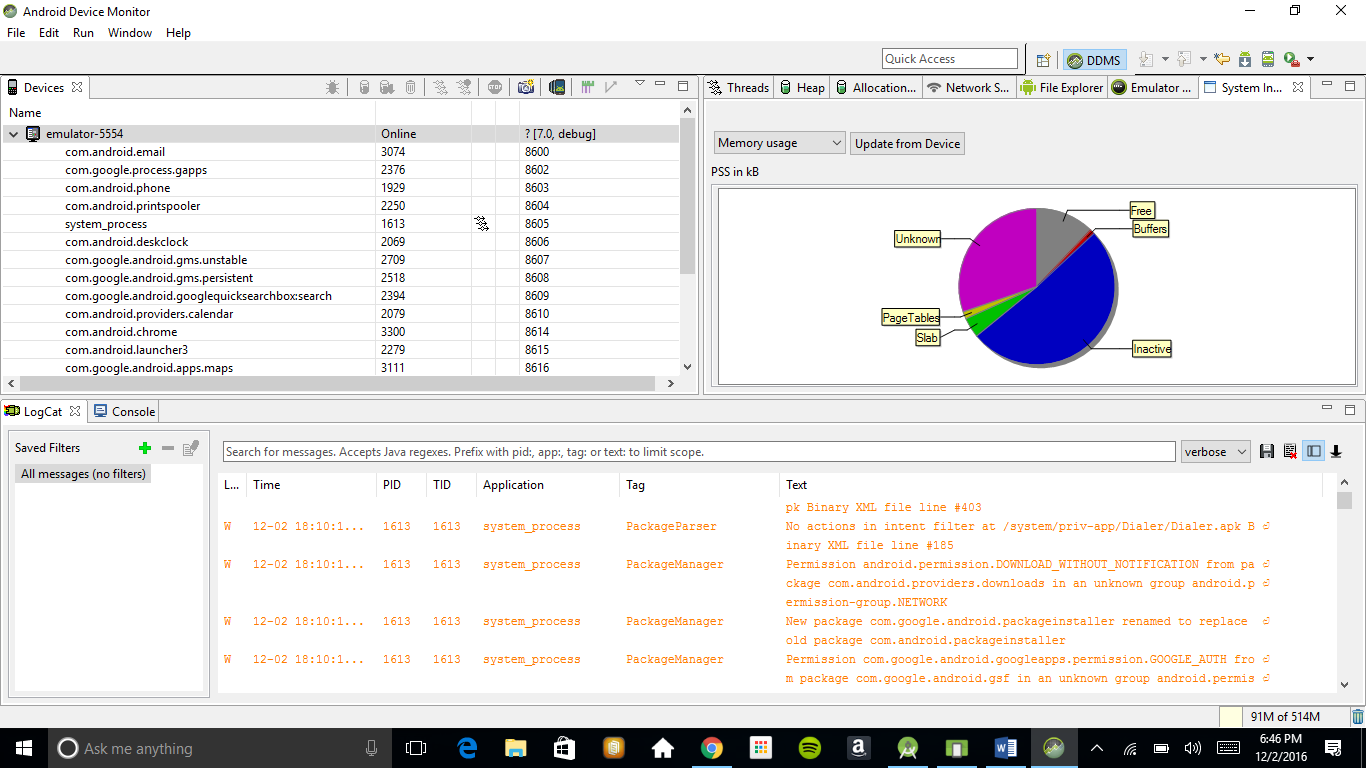 Android Device Monitor
File Edit Run Window Help
Quick Access
DDMS
Devices
Name
emulator-5554 Online ? [7.0, debug]
com.android.email 3074 8600
com.google.process.gapps 2376 8602
com.android.phone 1929 8603
com.android.printspooler 2250 8604
system_process 1613 8605
com.android.deskclock 2069 8606
com.google.android.gms.unstable 2709 8607
com.google.android.gms.persistent 2518 8608
com.google.android.googlequicksearchbox:search 2394 8609
com.android.providers.calendar 2079 8610
com.android.chrome 3300 8614
com.android.launcher3 2279 8615
com.google.android.apps.maps 3111 8616
Threads Heap Allocation... Network S... File Explorer Emulator ... System In...
Memory usage Update from Device
PSS in kB
Free
Buffers
Unknown
PageTables
Slab
Inactive
LogCat Console
Saved Filters
All messages (no filters)
Search for messages. Accepts Java regexes. Prefix with pid:, app:, tag: or text: to limit scope.
verbose
L... Time PID TID Application Tag Text
pk Binary XML file line #403
W 12-02 18:10:1... 1613 1613 system_process PackageParser No actions in intent filter at /system/priv-app/Dialer/Dialer.apk B
inary XML file line #185
W 12-02 18:10:1... 1613 1613 system_process PackageManager Permission android.permission.DOWNLOAD_WITHOUT_NOTIFICATION from pa
ckage com.android.providers.downloads in an unknown group android.p
ermission-group.NETWORK
W 12-02 18:10:1... 1613 1613 system_process PackageManager New package com.google.android.packageinstaller renamed to replace
old package com.android.packageinstaller
W 12-02 18:10:1... 1613 1613 system_process PackageManager Permission com.google.android.googleapps.permission.GOOGLE_AUTH fro
m package com.google.android.gsf in an unknown group android.permis
91M of 514M
Ask me anything
6:46 PM
12/2/2016